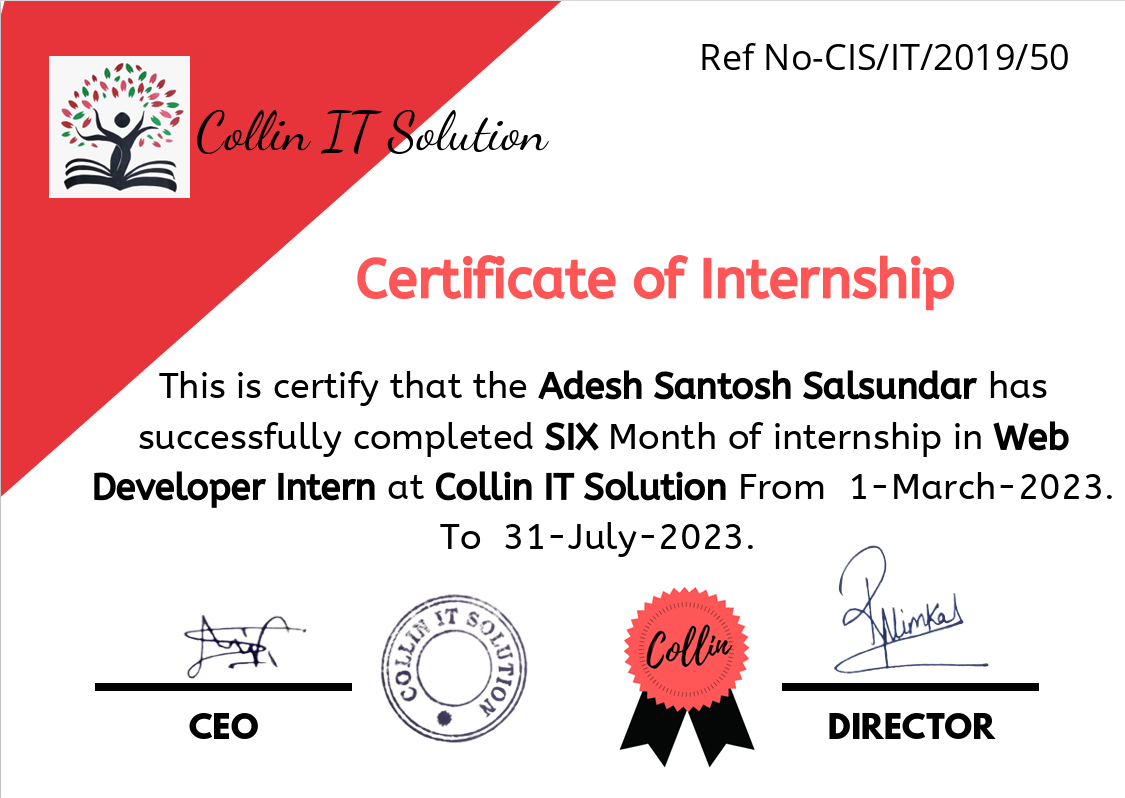 Ref No-CIS/IT/2019/50
Collin IT Solution
Certificate of Internship
This is certify that the Adesh Santosh Salsundar has
successfully completed SIX Month of internship in Web
Developer Intern at Collin IT Solution From 1-March-2023.
To 31-July-2023.
COLLIN IT SOLUTION
Collin
CEO
DIRECTOR